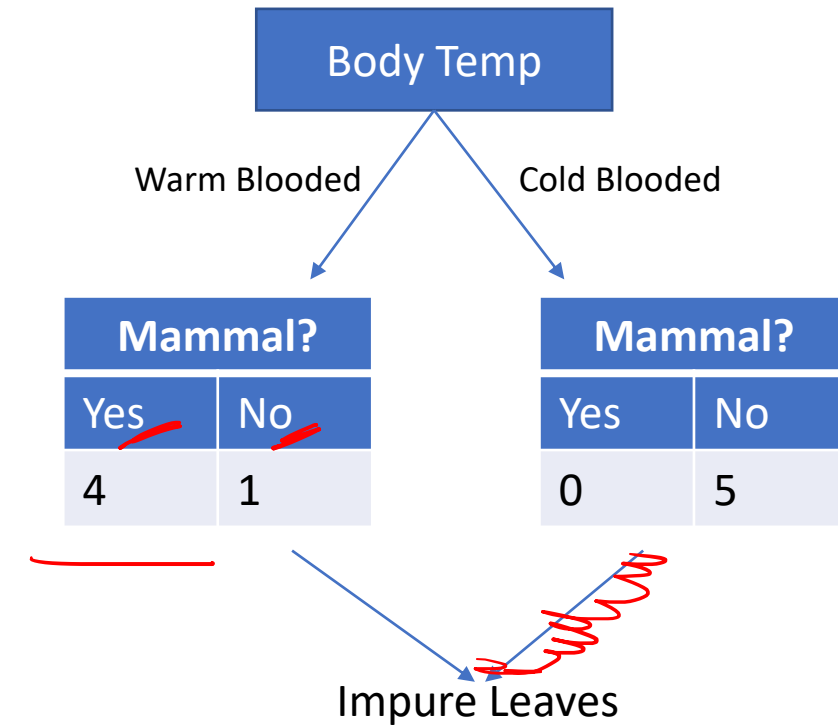 Body Temp
Warm Blooded Cold Blooded
Mammal? Mammal?
Yes No Yes No
4 1 0 5
Impure Leaves